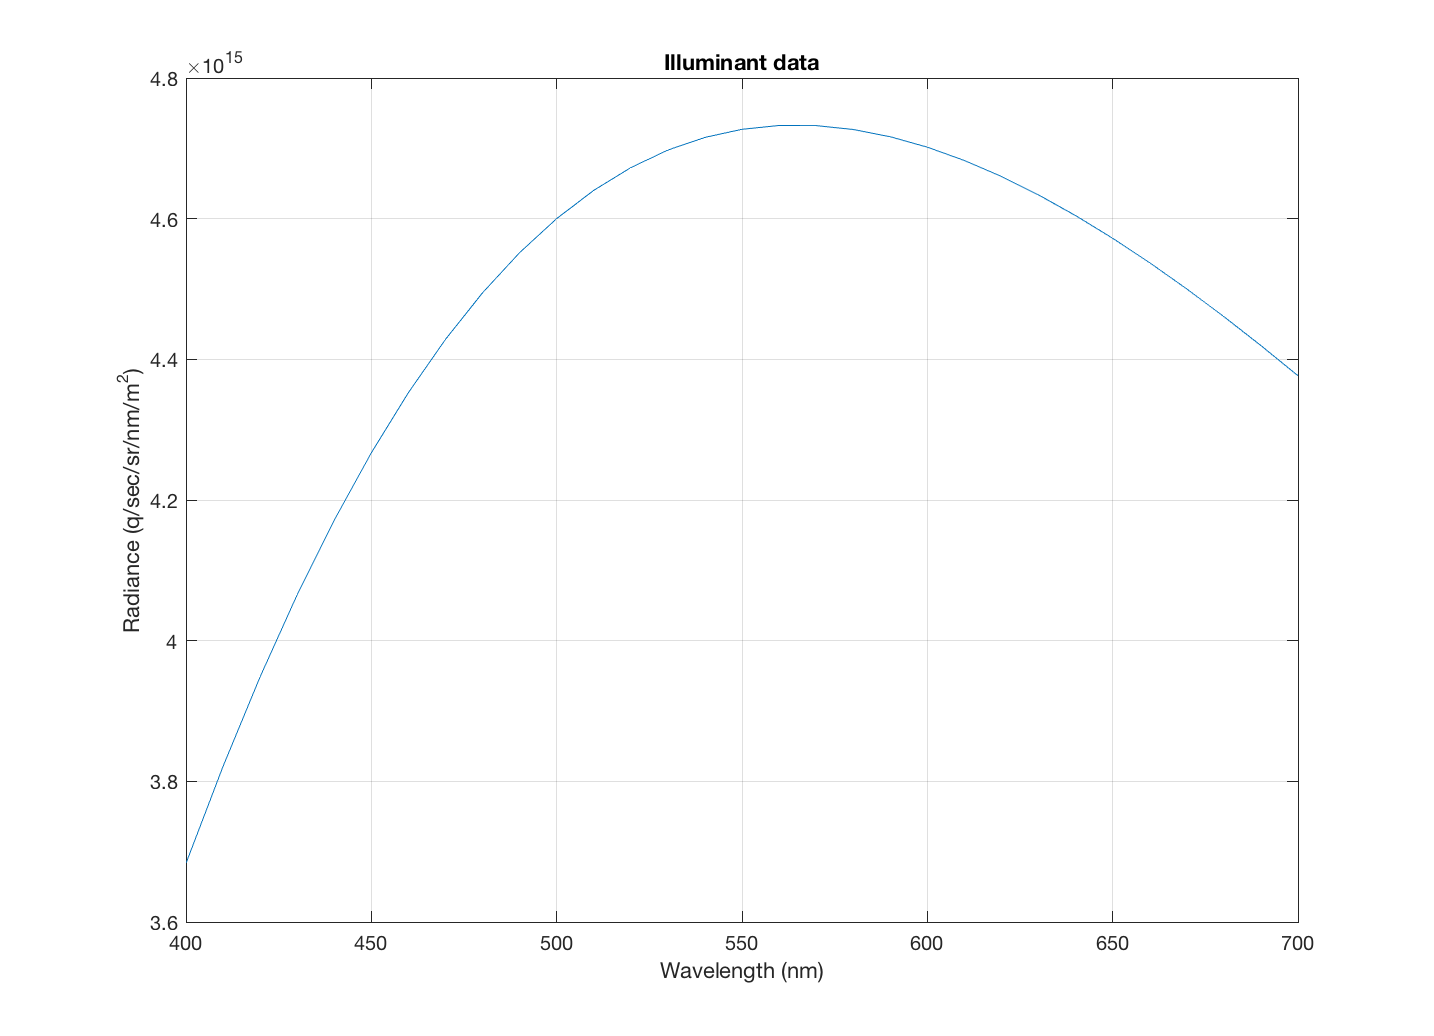 Illuminant data
×10^15
4.8
4.6
4.4
4.2
4
3.8
3.6
Radiance (q/sec/sr/nm/m^2)
400 450 500 550 600 650 700
Wavelength (nm)